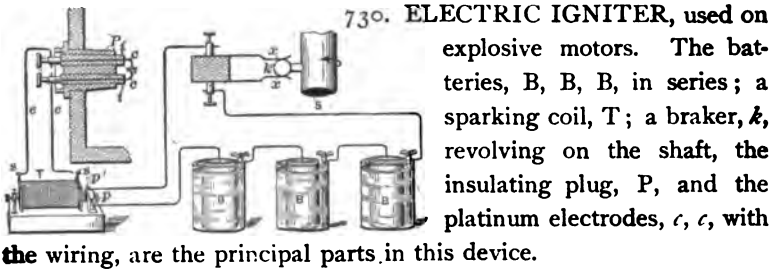 730. ELECTRIC IGNITER, used on
explosive motors. The bat-
teries, B, B, B, in series; a
sparking coil, T; a braker, k,
revolving on the shaft, the
insulating plug, P, and the
platinum electrodes, c, c, with
the wiring, are the principal parts in this device.
P
c
c
x
k
x
s
e
e
s
T
s
p'
p
B
B
B